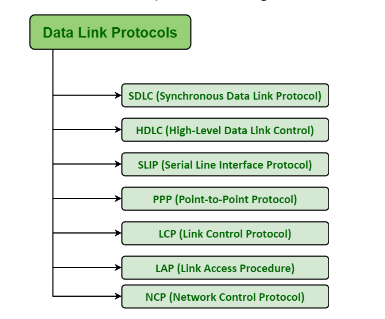 Data Link Protocols
SDLC (Synchronous Data Link Protocol)
HDLC (High-Level Data Link Control)
SLIP (Serial Line Interface Protocol)
PPP (Point-to-Point Protocol)
LCP (Link Control Protocol)
LAP (Link Access Procedure)
NCP (Network Control Protocol)